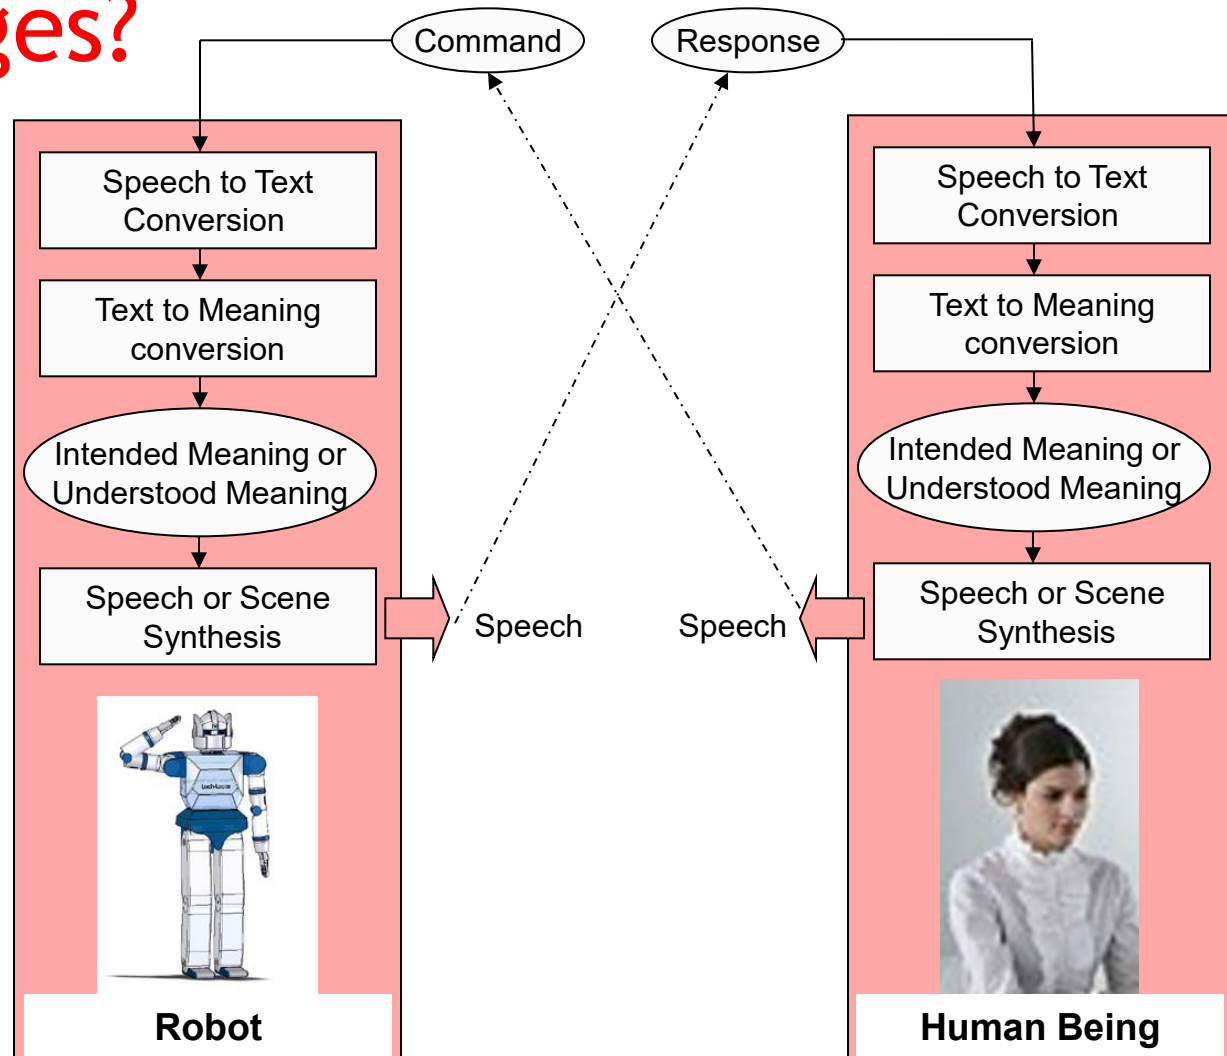 ges?
Command
Response
Speech to Text
Conversion
Text to Meaning
conversion
Intended Meaning or
Understood Meaning
Speech or Scene
Synthesis
Speech
Robot
Speech to Text
Conversion
Text to Meaning
conversion
Intended Meaning or
Understood Meaning
Speech or Scene
Synthesis
Speech
Human Being